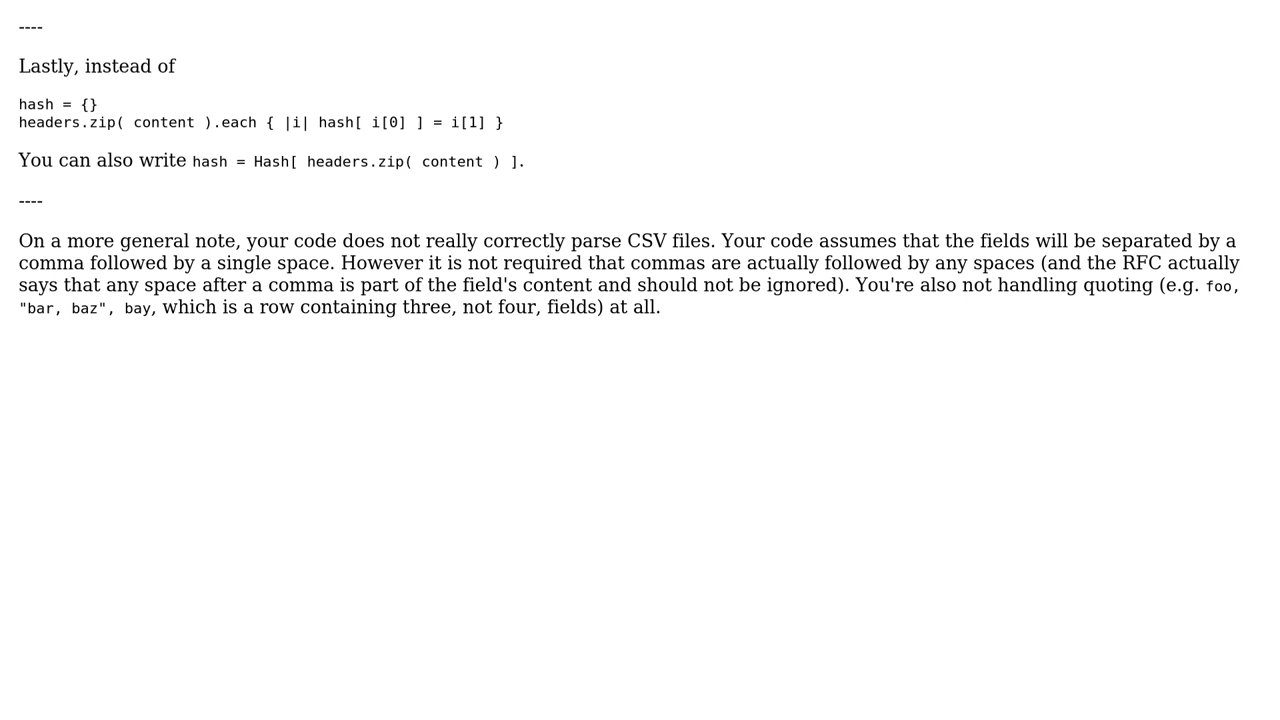 ----
Lastly, instead of
hash = {}
headers.zip( content ).each { |i| hash[ i[0] ] = i[1] }
You can also write hash = Hash[ headers.zip( content ) ].
----
On a more general note, your code does not really correctly parse CSV files. Your code assumes that the fields will be separated by a
comma followed by a single space. However it is not required that commas are actually followed by any spaces (and the RFC actually
says that any space after a comma is part of the field's content and should not be ignored). You're also not handling quoting (e.g. foo,
"bar, baz", bay, which is a row containing three, not four, fields) at all.